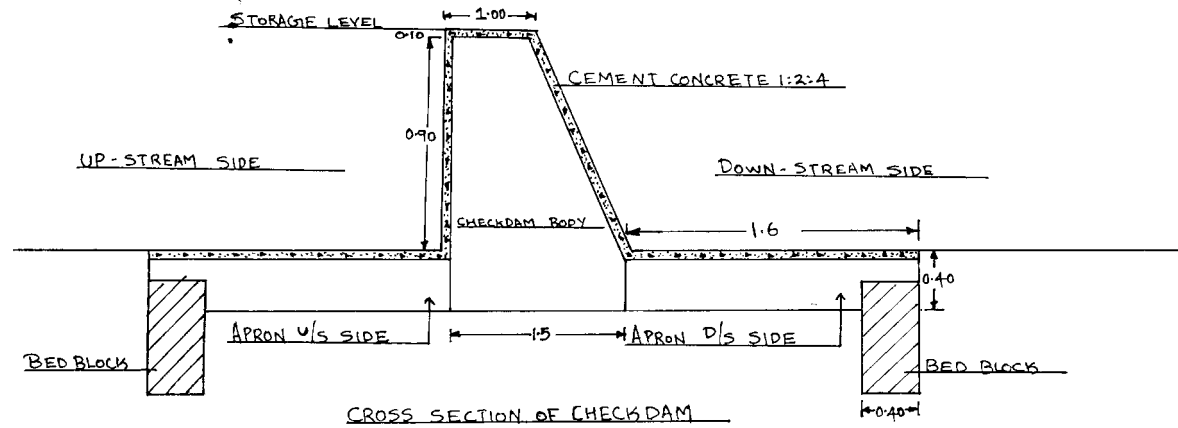 1.00
STORAGE LEVEL
0.10
CEMENT CONCRETE 1:2:4
0.90
UP-STREAM SIDE
DOWN-STREAM SIDE
CHECKDAM BODY
1.6
0.40
APRON U/S SIDE
1.5
APRON D/S SIDE
BED BLOCK
BED BLOCK
0.40
CROSS SECTION OF CHECKDAM